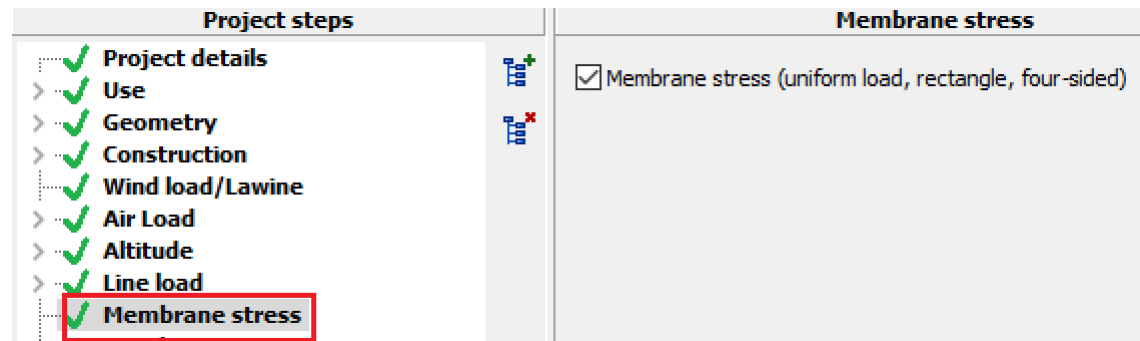 Project steps
Membrane stress
Project details
Use
Geometry
Construction
Wind load/Lawine
Air Load
Altitude
Line load
Membrane stress
Membrane stress (uniform load, rectangle, four-sided)